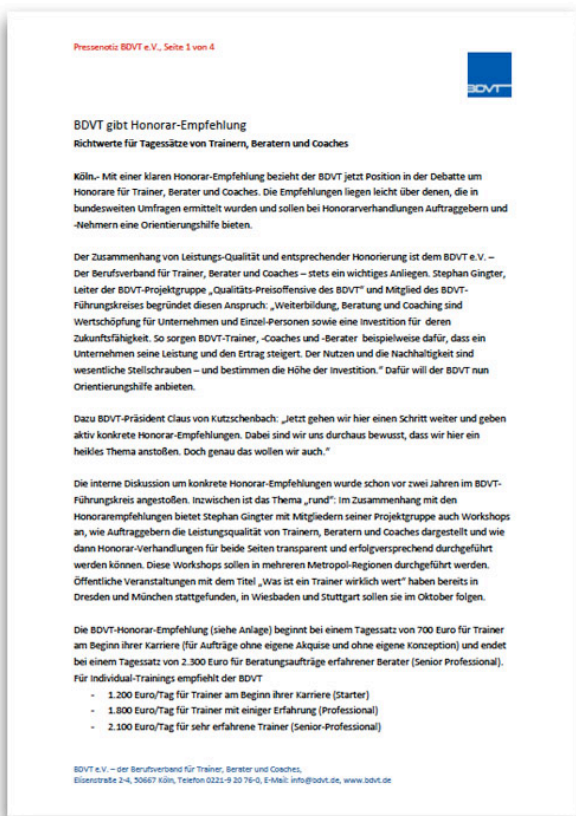 Pressenotiz BDVT e.V., Seite 1 von 4
BDVT
BDVT gibt Honorar-Empfehlung
Richtwerte für Tagessätze von Trainern, Beratern und Coaches
Köln.- Mit einer klaren Honorar-Empfehlung bezieht der BDVT jetzt Position in der Debatte um
Honorare für Trainer, Berater und Coaches. Die Empfehlungen liegen leicht über denen, die in
bundesweiten Umfragen ermittelt wurden und sollen bei Honorarverhandlungen Auftraggebern und
-Nehmern eine Orientierungshilfe bieten.
Der Zusammenhang von Leistungs-Qualität und entsprechender Honorierung ist dem BDVT e.V. –
Der Berufsverband für Trainer, Berater und Coaches – stets ein wichtiges Anliegen. Stephan Gingter,
Leiter der BDVT-Projektgruppe „Qualitäts-Preisoffensive des BDVT" und Mitglied des BDVT-
Führungskreises begründet diesen Anspruch: „Weiterbildung, Beratung und Coaching sind
Wertschöpfung für Unternehmen und Einzel-Personen sowie eine Investition für deren
Zukunftsfähigkeit. So sorgen BDVT-Trainer, -Coaches und -Berater beispielweise dafür, dass ein
Unternehmen seine Leistung und den Ertrag steigert. Der Nutzen und die Nachhaltigkeit sind
wesentliche Stellschrauben – und bestimmen die Höhe der Investition." Dafür will der BDVT nun
Orientierungshilfe anbieten.
Dazu BDVT-Präsident Claus von Kutzschenbach: „Jetzt gehen wir hier einen Schritt weiter und geben
aktiv konkrete Honorar-Empfehlungen. Dabei sind wir uns durchaus bewusst, dass wir hier ein
heikles Thema anstoßen. Doch genau das wollen wir auch."
Die interne Diskussion um konkrete Honorar-Empfehlungen wurde schon vor zwei Jahren im BDVT-
Führungskreis angestoßen. Inzwischen ist das Thema „rund": Im Zusammenhang mit den
Honorarempfehlungen bietet Stephan Gingter mit Mitgliedern seiner Projektgruppe auch Workshops
an, wie Auftraggebern die Leistungsqualität von Trainern, Beratern und Coaches dargestellt und wie
dann Honorar-Verhandlungen für beide Seiten transparent und erfolgversprechend durchgeführt
werden können. Diese Workshops sollen in mehreren Metropol-Regionen durchgeführt werden.
Öffentliche Veranstaltungen mit dem Titel „Was ist ein Trainer wirklich wert" haben bereits in
Dresden und München stattgefunden, in Wiesbaden und Stuttgart sollen sie im Oktober folgen.
Die BDVT-Honorar-Empfehlung (siehe Anlage) beginnt bei einem Tagessatz von 700 Euro für Trainer
am Beginn ihrer Karriere (für Aufträge ohne eigene Akquise und ohne eigene Konzeption) und endet
bei einem Tagessatz von 2.300 Euro für Beratungsaufträge erfahrener Berater (Senior Professional).
Für Individual-Trainings empfiehlt der BDVT
- 1.200 Euro/Tag für Trainer am Beginn ihrer Karriere (Starter)
- 1.800 Euro/Tag für Trainer mit einiger Erfahrung (Professional)
- 2.100 Euro/Tag für sehr erfahrene Trainer (Senior-Professional)
BDVT e.V. – der Berufsverband für Trainer, Berater und Coaches,
Elisenstraße 2-4, 50667 Köln, Telefon 0221-9 20 76-0, E-Mail: info@bdvt.de, www.bdvt.de